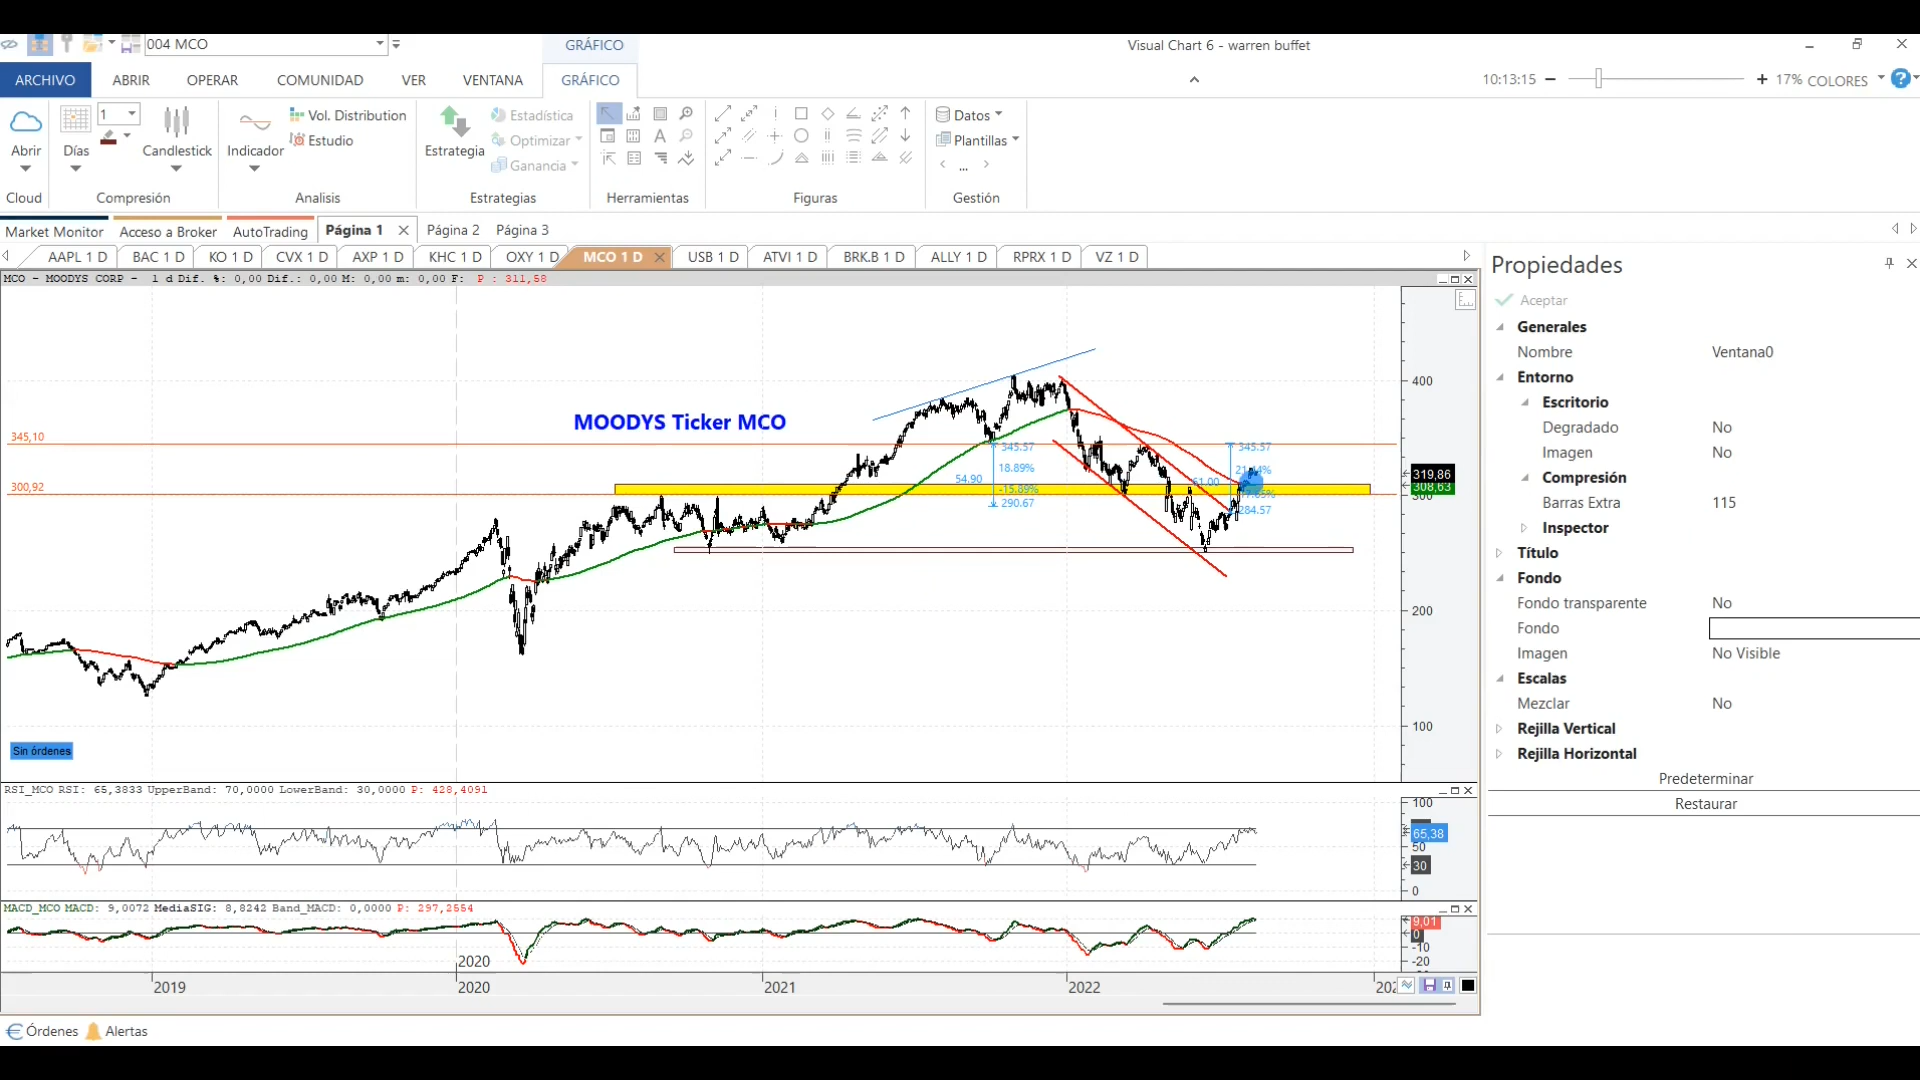 004 MCO
GRÁFICO
Visual Chart 6 - warren buffet
ARCHIVO
ABRIR
OPERAR
COMUNIDAD
VER
VENTANA
GRÁFICO
10:13:15
17%
COLORES
Abrir
Cloud
1
Días
Candlestick
Compresión
Indicador
Vol. Distribution
Estudio
Analisis
Estrategia
Estadística
Optimizar
Ganancia
Estrategias
Herramientas
Figuras
Datos
Plantillas
...
Gestión
Market Monitor
Acceso a Broker
AutoTrading
Página 1
Página 2
Página 3
AAPL 1 D
BAC 1 D
KO 1 D
CVX 1 D
AXP 1 D
KHC 1 D
OXY 1 D
MCO 1 D
USB 1 D
ATVI 1 D
BRK.B 1 D
ALLY 1 D
RPRX 1 D
VZ 1 D
MCO - MOODYS CORP - 1 d Dif. %: 0,00 Dif.: 0,00 M: 0,00 m: 0,00 F: P : 311,58
MOODYS Ticker MCO
345,10
300,92
345.57
18.89%
54.90
-15.89%
290.67
345.57
61.00
284.57
400
319,86
308,63
300
200
100
Sin órdenes
RSI_MCO RSI: 65,3833 UpperBand: 70,0000 LowerBand: 30,0000 P: 428,4091
100
65,38
50
30
0
MACD_MCO MACD: 9,0072 MediaSIG: 8,8242 Band_MACD: 0,0000 P: 297,2554
9,01
0
-10
-20
2020
2019
2020
2021
2022
Propiedades
Aceptar
Generales
Nombre Ventana0
Entorno
Escritorio
Degradado No
Imagen No
Compresión
Barras Extra 115
Inspector
Título
Fondo
Fondo transparente No
Fondo
Imagen No Visible
Escalas
Mezclar No
Rejilla Vertical
Rejilla Horizontal
Predeterminar
Restaurar
Órdenes
Alertas